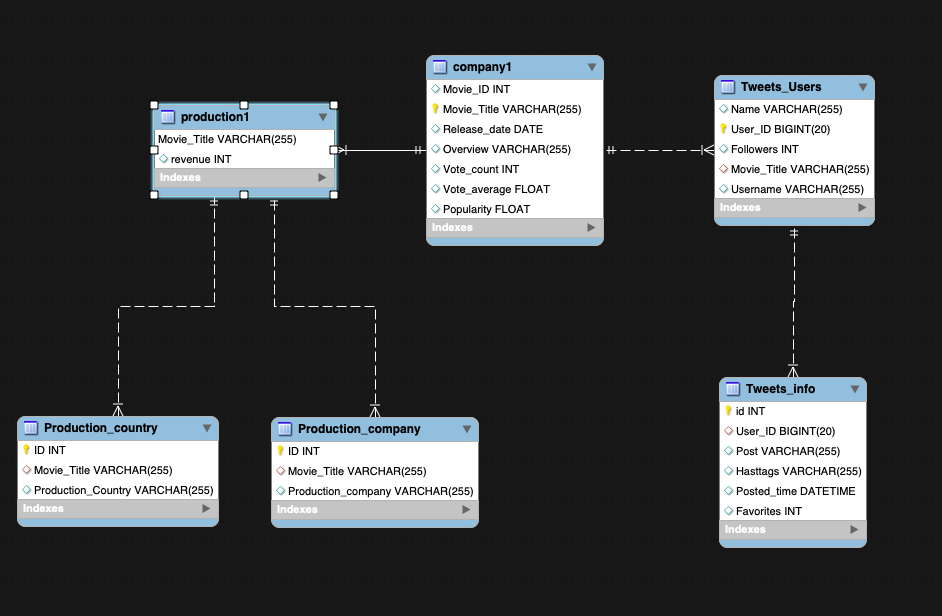 production1
Movie_Title VARCHAR(255)
revenue INT
Indexes
company1
Movie_ID INT
Movie_Title VARCHAR(255)
Release_date DATE
Overview VARCHAR(255)
Vote_count INT
Vote_average FLOAT
Popularity FLOAT
Indexes
Tweets_Users
Name VARCHAR(255)
User_ID BIGINT(20)
Followers INT
Movie_Title VARCHAR(255)
Username VARCHAR(255)
Indexes
Production_country
ID INT
Movie_Title VARCHAR(255)
Production_Country VARCHAR(255)
Indexes
Production_company
ID INT
Movie_Title VARCHAR(255)
Production_company VARCHAR(255)
Indexes
Tweets_info
id INT
User_ID BIGINT(20)
Post VARCHAR(255)
Hasttags VARCHAR(255)
Posted_time DATETIME
Favorites INT
Indexes